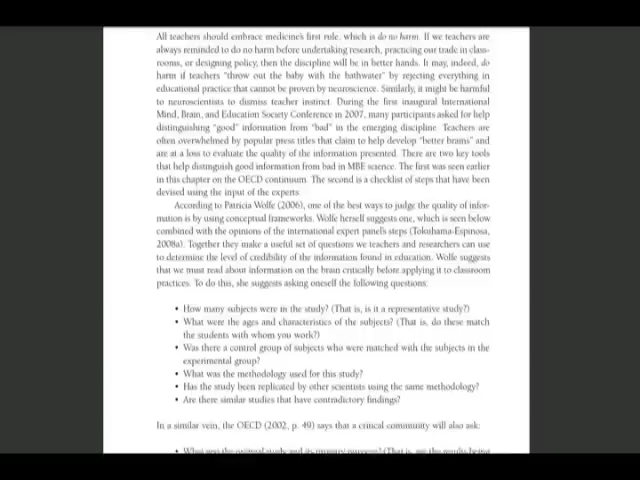 All teachers should embrace medicine's first rule, which is do no harm. If we teachers are
always reminded to do no harm before undertaking research, practicing our trade in class-
rooms, or designing policy, then the discipline will be in better hands. It may, indeed, do
harm if teachers "throw out the baby with the bathwater" by rejecting everything in
educational practice that cannot be proven by neuroscience. Similarly, it might be harmful
to neuroscientists to dismiss teacher instinct. During the first inaugural International
Mind, Brain, and Education Society Conference in 2007, many participants asked for help
distinguishing "good" information from "bad" in the emerging discipline. Teachers are
often overwhelmed by popular press titles that claim to help develop "better brains" and
are at a loss to evaluate the quality of the information presented. There are two key tools
that help distinguish good information from bad in MBE science. The first was seen earlier
in this chapter on the OECD continuum. The second is a checklist of steps that have been
devised using the input of the experts.
According to Patricia Wolfe (2006), one of the best ways to judge the quality of infor-
mation is by using conceptual frameworks. Wolfe herself suggests one, which is seen below
combined with the opinions of the international expert panel's steps (Tokuhama-Espinosa,
2008a). Together they make a useful set of questions we teachers and researchers can use
to determine the level of credibility of the information found in education. Wolfe suggests
that we must read about information on the brain critically before applying it to classroom
practices. To do this, she suggests asking oneself the following questions:
• How many subjects were in the study? (That is, is it a representative study?)
• What were the ages and characteristics of the subjects? (That is, do these match
the students with whom you work?)
• Was there a control group of subjects who were matched with the subjects in the
experimental group?
• What was the methodology used for this study?
• Has the study been replicated by other scientists using the same methodology?
• Are there similar studies that have contradictory findings?
In a similar vein, the OECD (2002, p. 49) says that a critical community will also ask:
• What was the original study and its primary purpose? (That is, are the results being